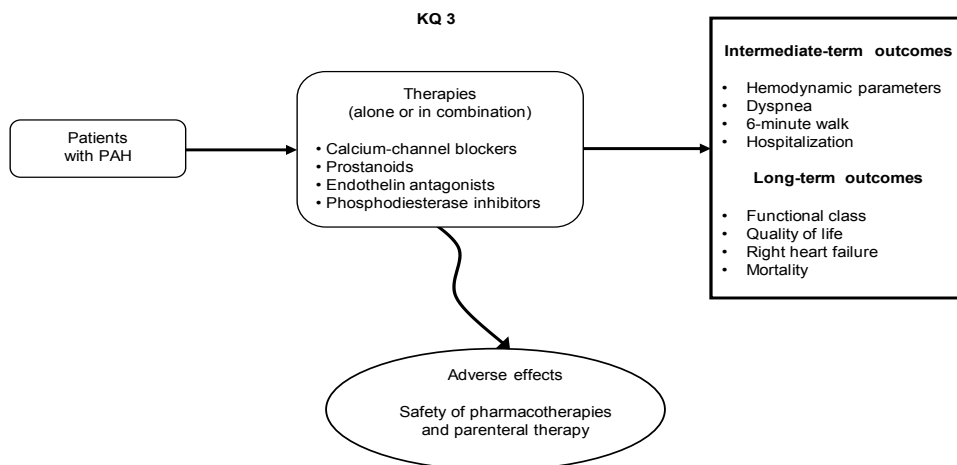 KQ 3
Patients
with PAH
Therapies
(alone or in combination)
• Calcium-channel blockers
• Prostanoids
• Endothelin antagonists
• Phosphodiesterase inhibitors
Intermediate-term outcomes
• Hemodynamic parameters
• Dyspnea
• 6-minute walk
• Hospitalization
Long-term outcomes
• Functional class
• Quality of life
• Right heart failure
• Mortality
Adverse effects
Safety of pharmacotherapies
and parenteral therapy